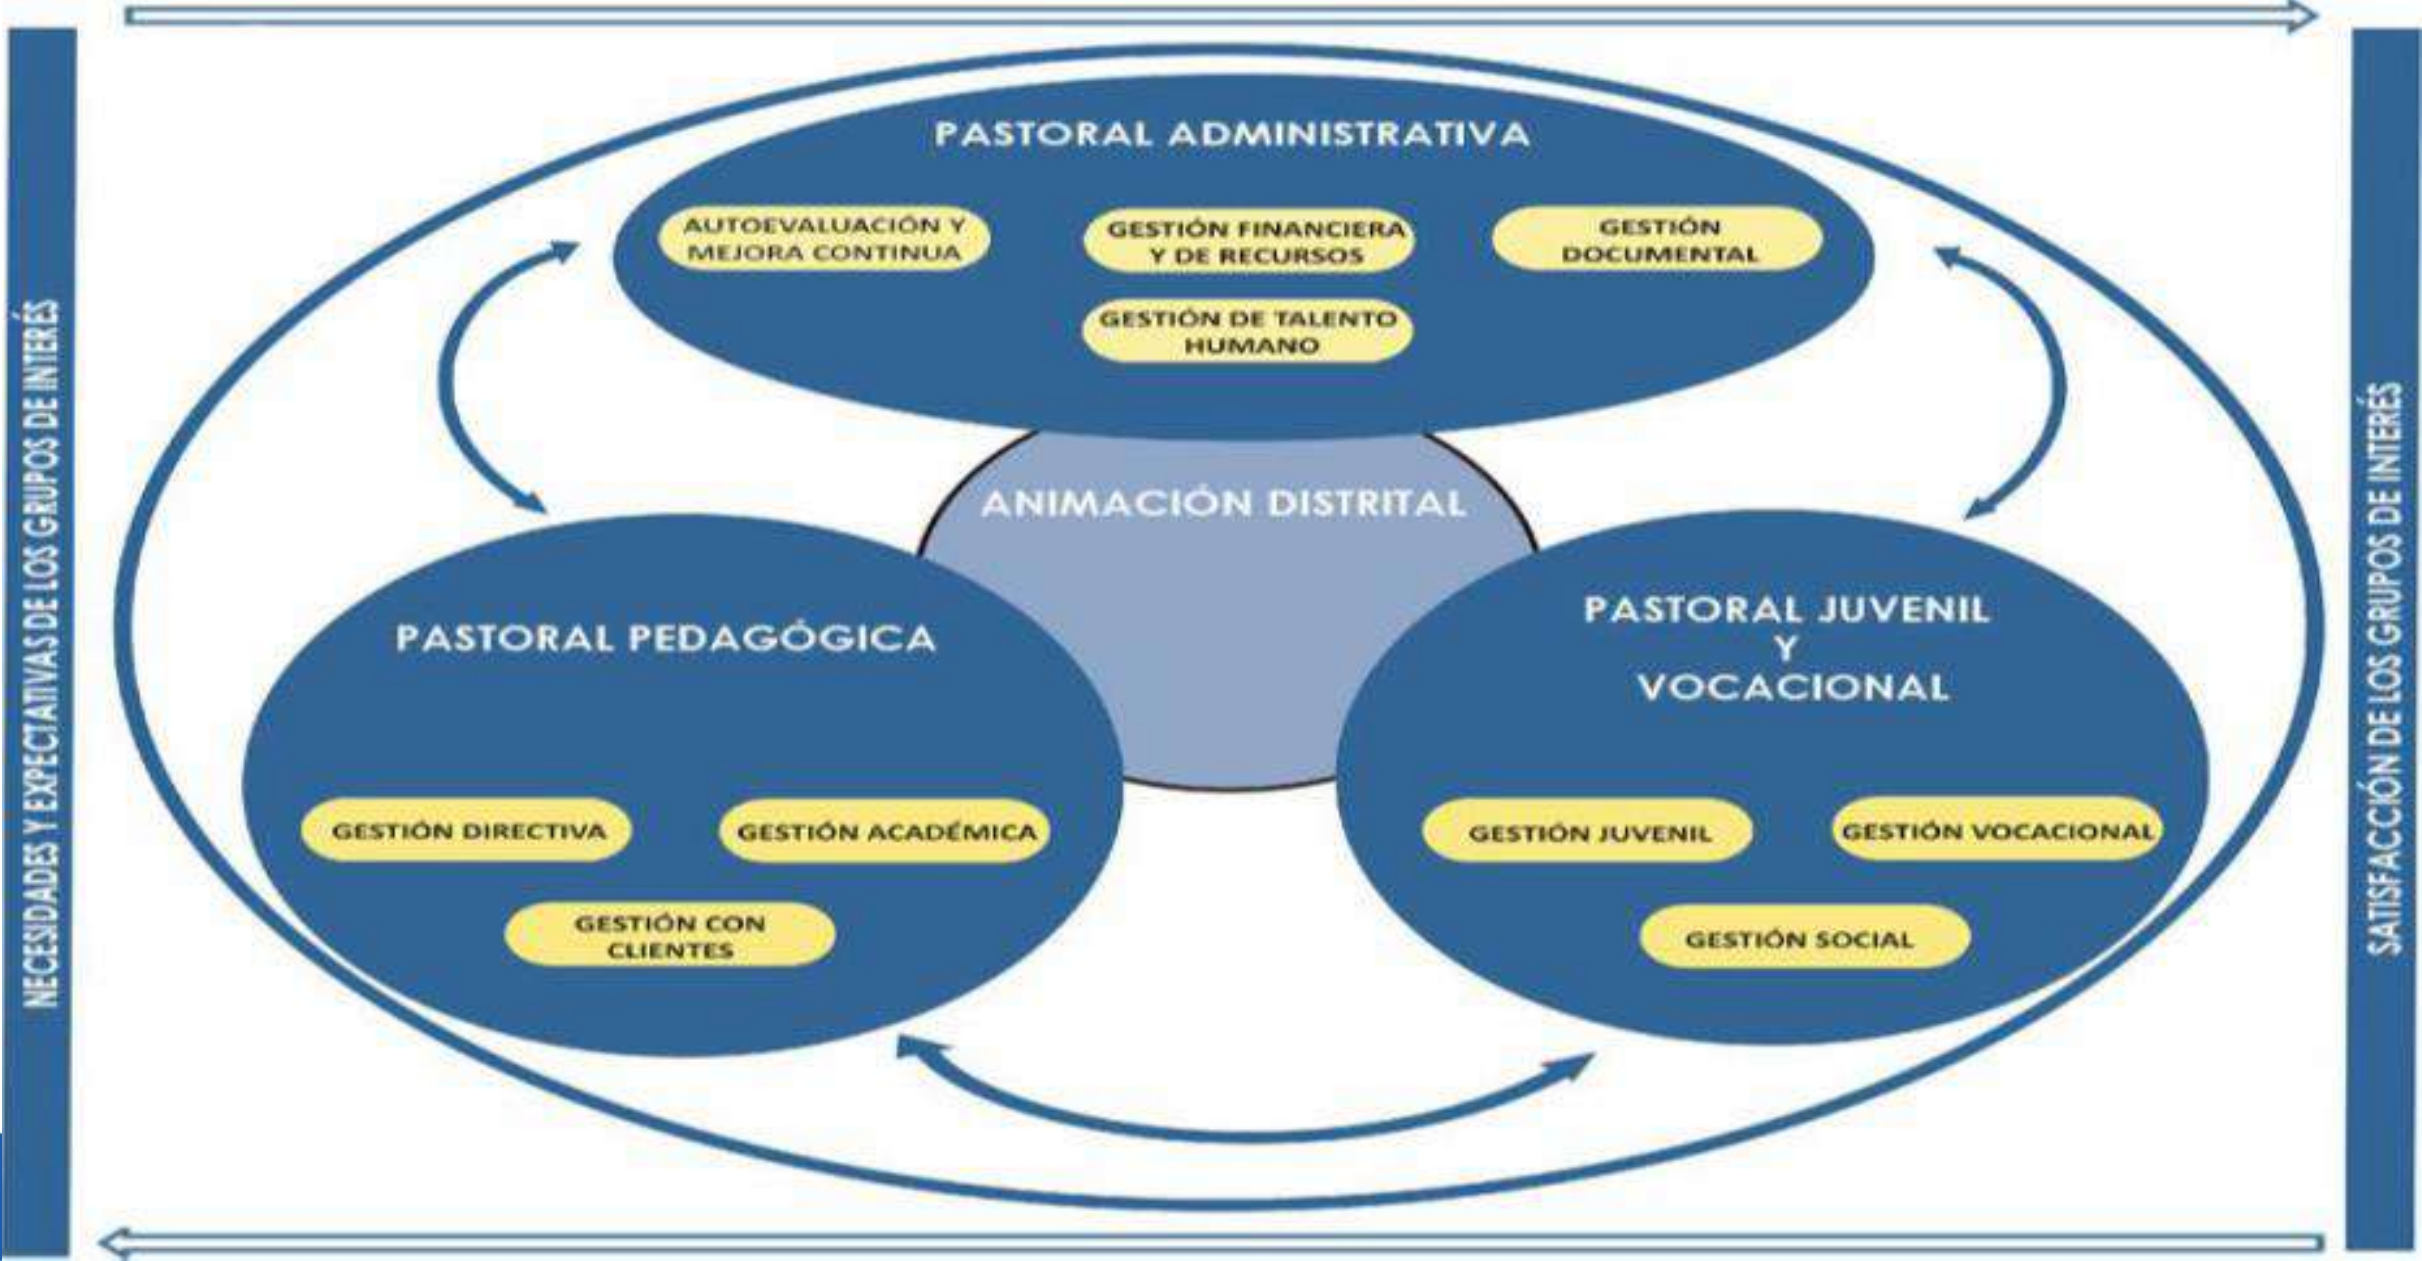 NECESIDADES Y EXPECTATIVAS DE LOS GRUPOS DE INTERÉS
PASTORAL ADMINISTRATIVA
AUTOEVALUACIÓN Y
MEJORA CONTINUA
GESTIÓN FINANCIERA
Y DE RECURSOS
GESTIÓN
DOCUMENTAL
GESTIÓN DE TALENTO
HUMANO
ANIMACIÓN DISTRITAL
PASTORAL PEDAGÓGICA
GESTIÓN DIRECTIVA
GESTIÓN ACADÉMICA
GESTIÓN CON
CLIENTES
PASTORAL JUVENIL
Y
VOCACIONAL
GESTIÓN JUVENIL
GESTIÓN VOCACIONAL
GESTIÓN SOCIAL
SATISFACCIÓN DE LOS GRUPOS DE INTERÉS